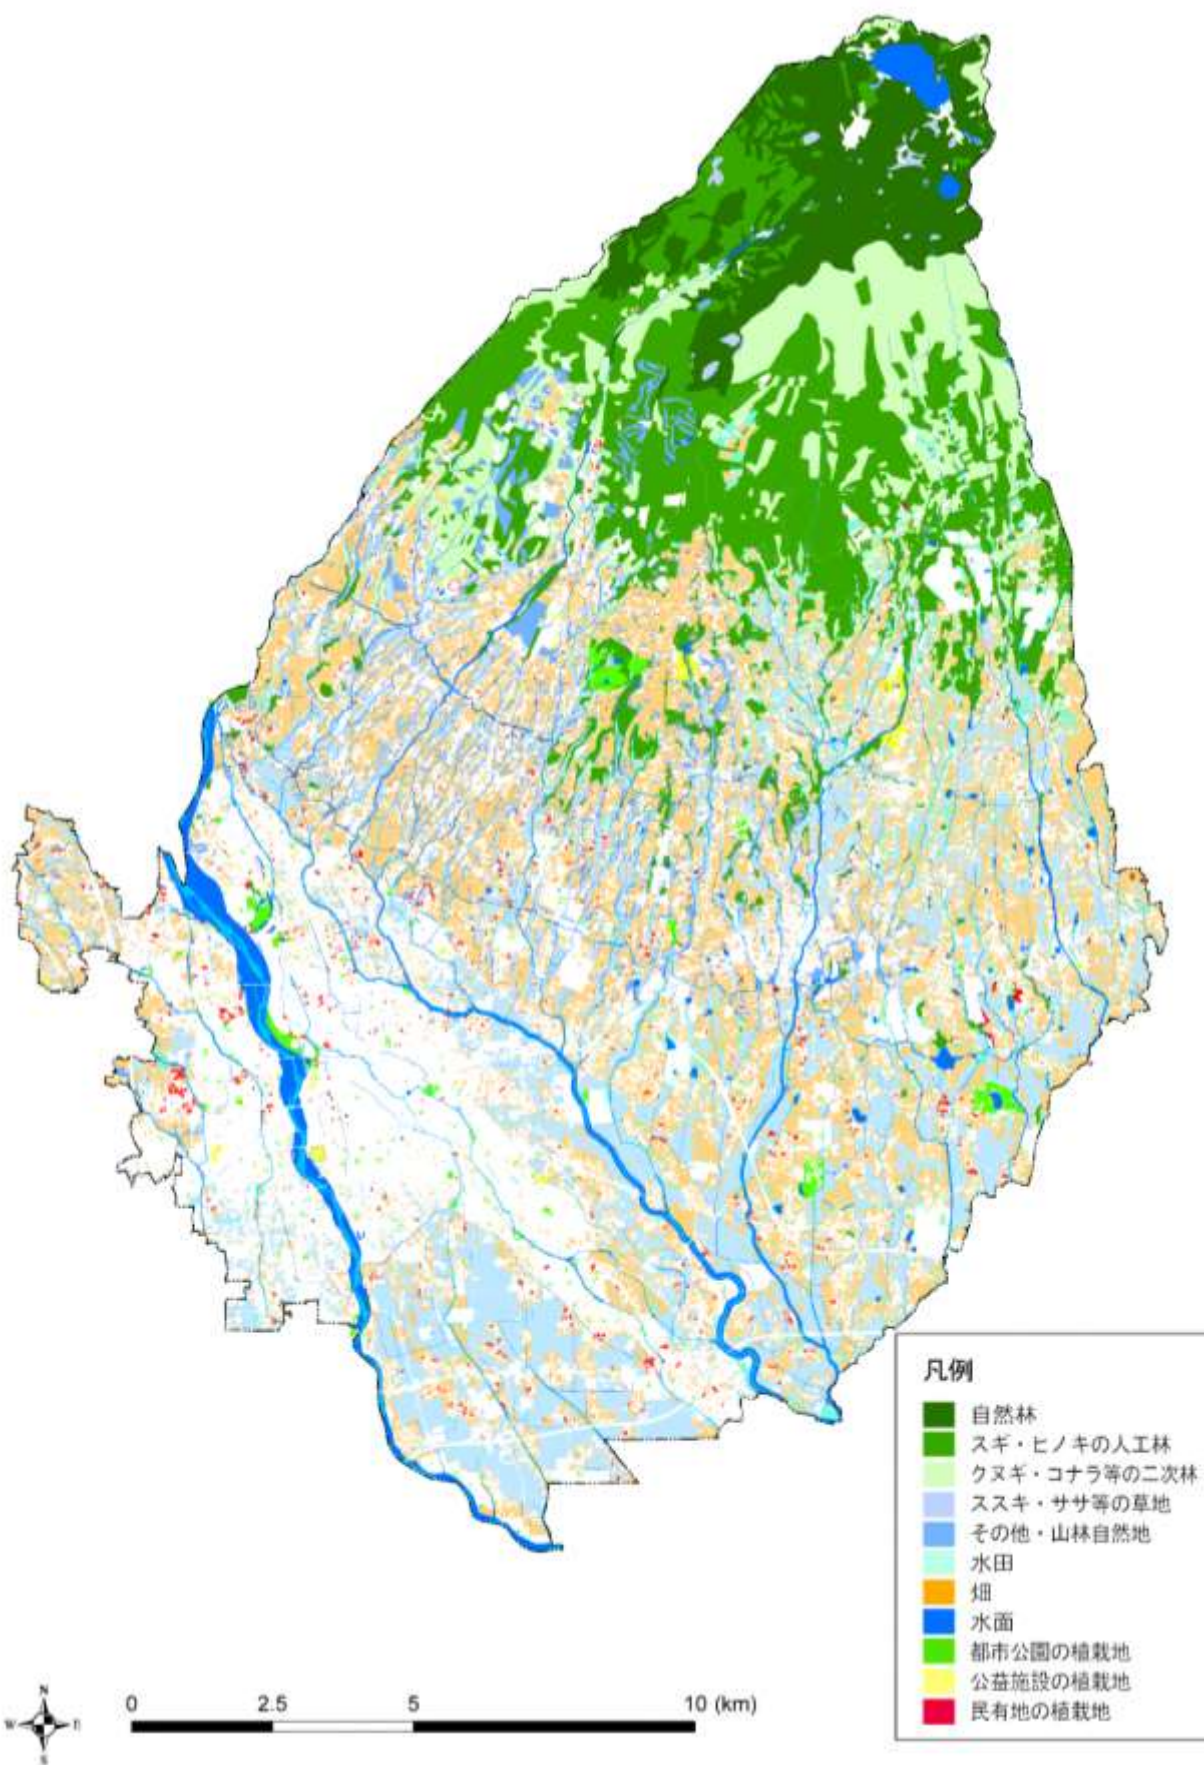 凡例
自然林
スギ・ヒノキの人工林
クヌギ・コナラ等の二次林
ススキ・ササ等の草地
その他・山林自然地
水田
畑
水面
都市公園の植栽地
公益施設の植栽地
民有地の植栽地
N
W E
S
0 2.5 5 10 (km)